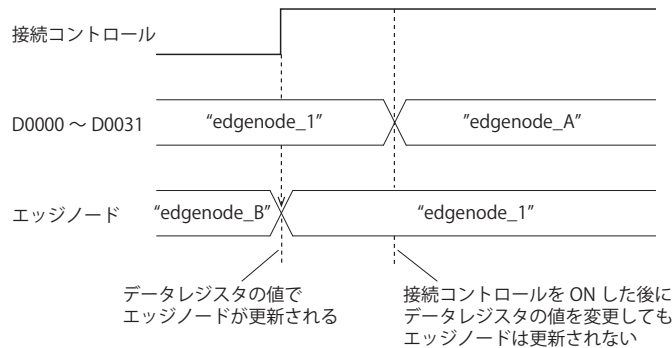 接続コントロール
D0000 ～ D0031
“edgenode_1”
”edgenode_A”
エッジノード
“edgenode_B”
“edgenode_1”
データレジスタの値で
エッジノードが更新される
接続コントロールを ON した後に
データレジスタの値を変更しても
エッジノードは更新されない